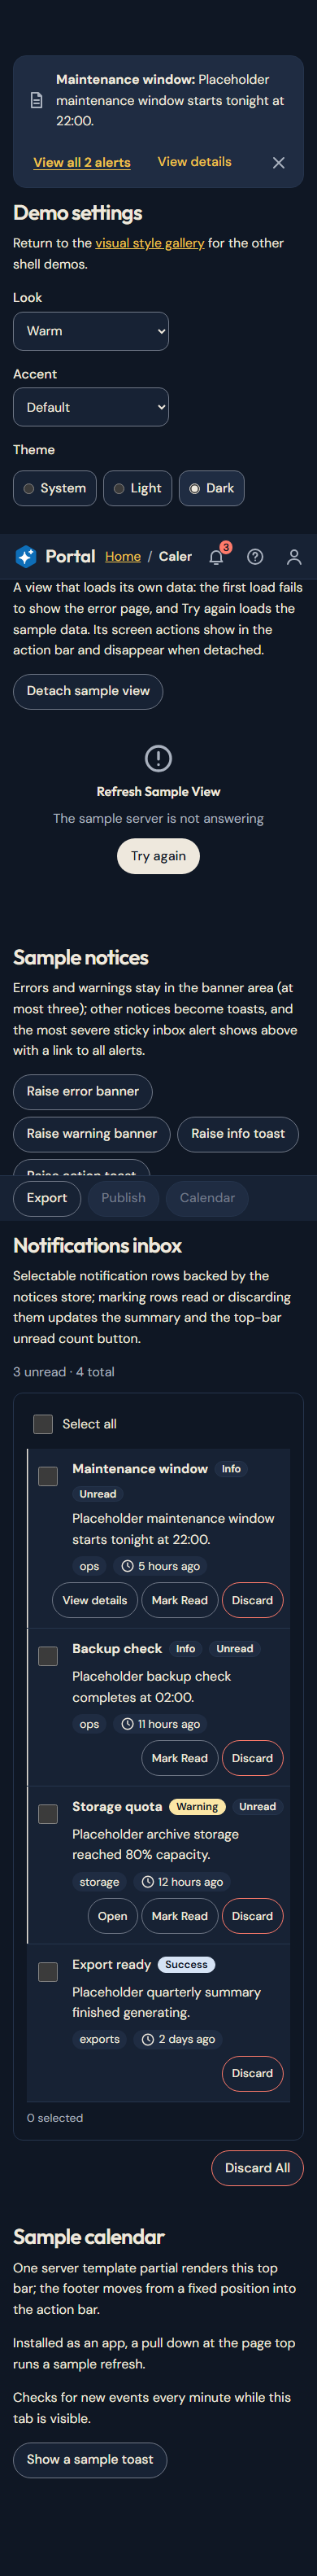 Maintenance window: Placeholder
maintenance window starts tonight at
22:00.
View all 2 alerts View details
Demo settings
Return to the visual style gallery for the other
shell demos.
Look
Warm
Accent
Default
Theme
System Light Dark
Portal Home / Caler 3
A view that loads its own data: the first load fails
to show the error page, and Try again loads the
sample data. Its screen actions show in the
action bar and disappear when detached.
Detach sample view
Refresh Sample View
The sample server is not answering
Try again
Sample notices
Errors and warnings stay in the banner area (at
most three); other notices become toasts, and
the most severe sticky inbox alert shows above
with a link to all alerts.
Raise error banner
Raise warning banner Raise info toast
Raise action toast
Export Publish Calendar
Notifications inbox
Selectable notification rows backed by the
notices store; marking rows read or discarding
them updates the summary and the top-bar
unread count button.
3 unread · 4 total
Select all
Maintenance window Info
Unread
Placeholder maintenance window
starts tonight at 22:00.
ops 5 hours ago
View details Mark Read Discard
Backup check Info Unread
Placeholder backup check
completes at 02:00.
ops 11 hours ago
Mark Read Discard
Storage quota Warning Unread
Placeholder archive storage
reached 80% capacity.
storage 12 hours ago
Open Mark Read Discard
Export ready Success
Placeholder quarterly summary
finished generating.
exports 2 days ago
Discard
0 selected
Discard All
Sample calendar
One server template partial renders this top
bar; the footer moves from a fixed position into
the action bar.
Installed as an app, a pull down at the page top
runs a sample refresh.
Checks for new events every minute while this
tab is visible.
Show a sample toast